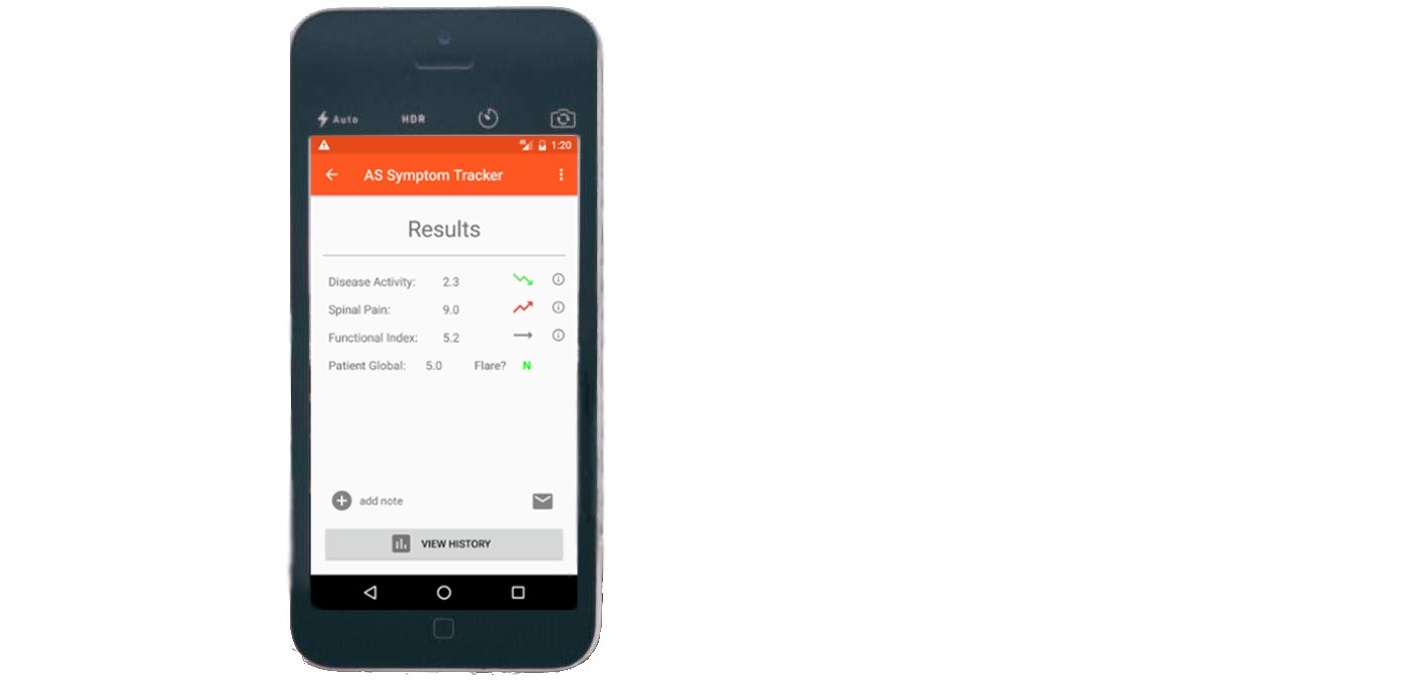 Auto HDR
1:20
AS Symptom Tracker
Results
Disease Activity: 2.3
Spinal Pain: 9.0
Functional Index: 5.2
Patient Global: 5.0 Flare? N
add note
VIEW HISTORY